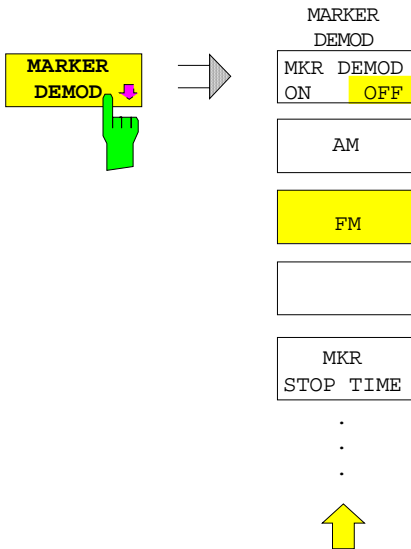 MARKER
DEMOD
MARKER
DEMOD
MKR DEMOD
ON OFF
AM
FM
MKR
STOP TIME
.
.
.